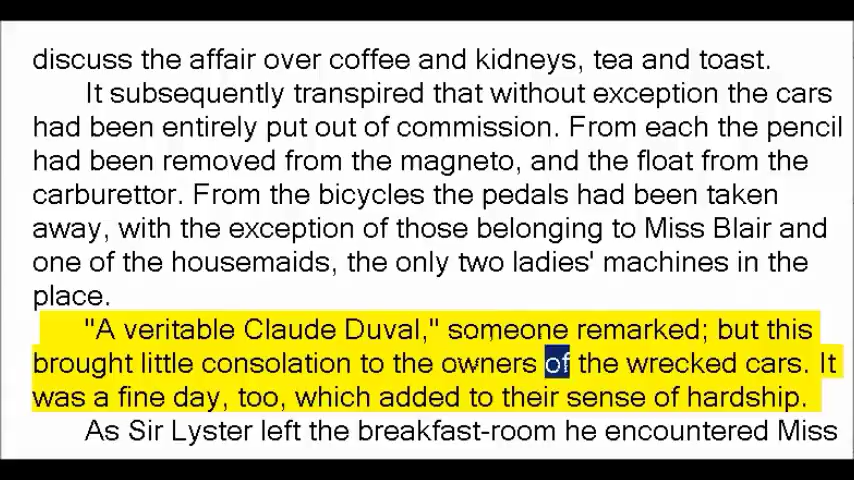 discuss the affair over coffee and kidneys, tea and toast.
It subsequently transpired that without exception the cars
had been entirely put out of commission. From each the pencil
had been removed from the magneto, and the float from the
carburettor. From the bicycles the pedals had been taken
away, with the exception of those belonging to Miss Blair and
one of the housemaids, the only two ladies' machines in the
place.
"A veritable Claude Duval," someone remarked; but this
brought little consolation to the owners of the wrecked cars. It
was a fine day, too, which added to their sense of hardship.
As Sir Lyster left the breakfast-room he encountered Miss